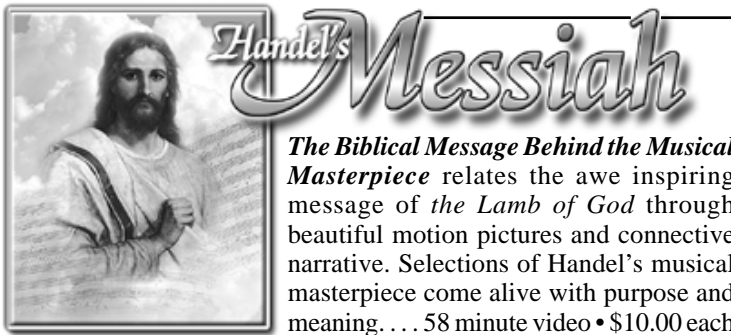 Handel's
Messiah
The Biblical Message Behind the Musical
Masterpiece relates the awe inspiring
message of the Lamb of God through
beautiful motion pictures and connective
narrative. Selections of Handel's musical
masterpiece come alive with purpose and
meaning. . . . 58 minute video • $10.00 each